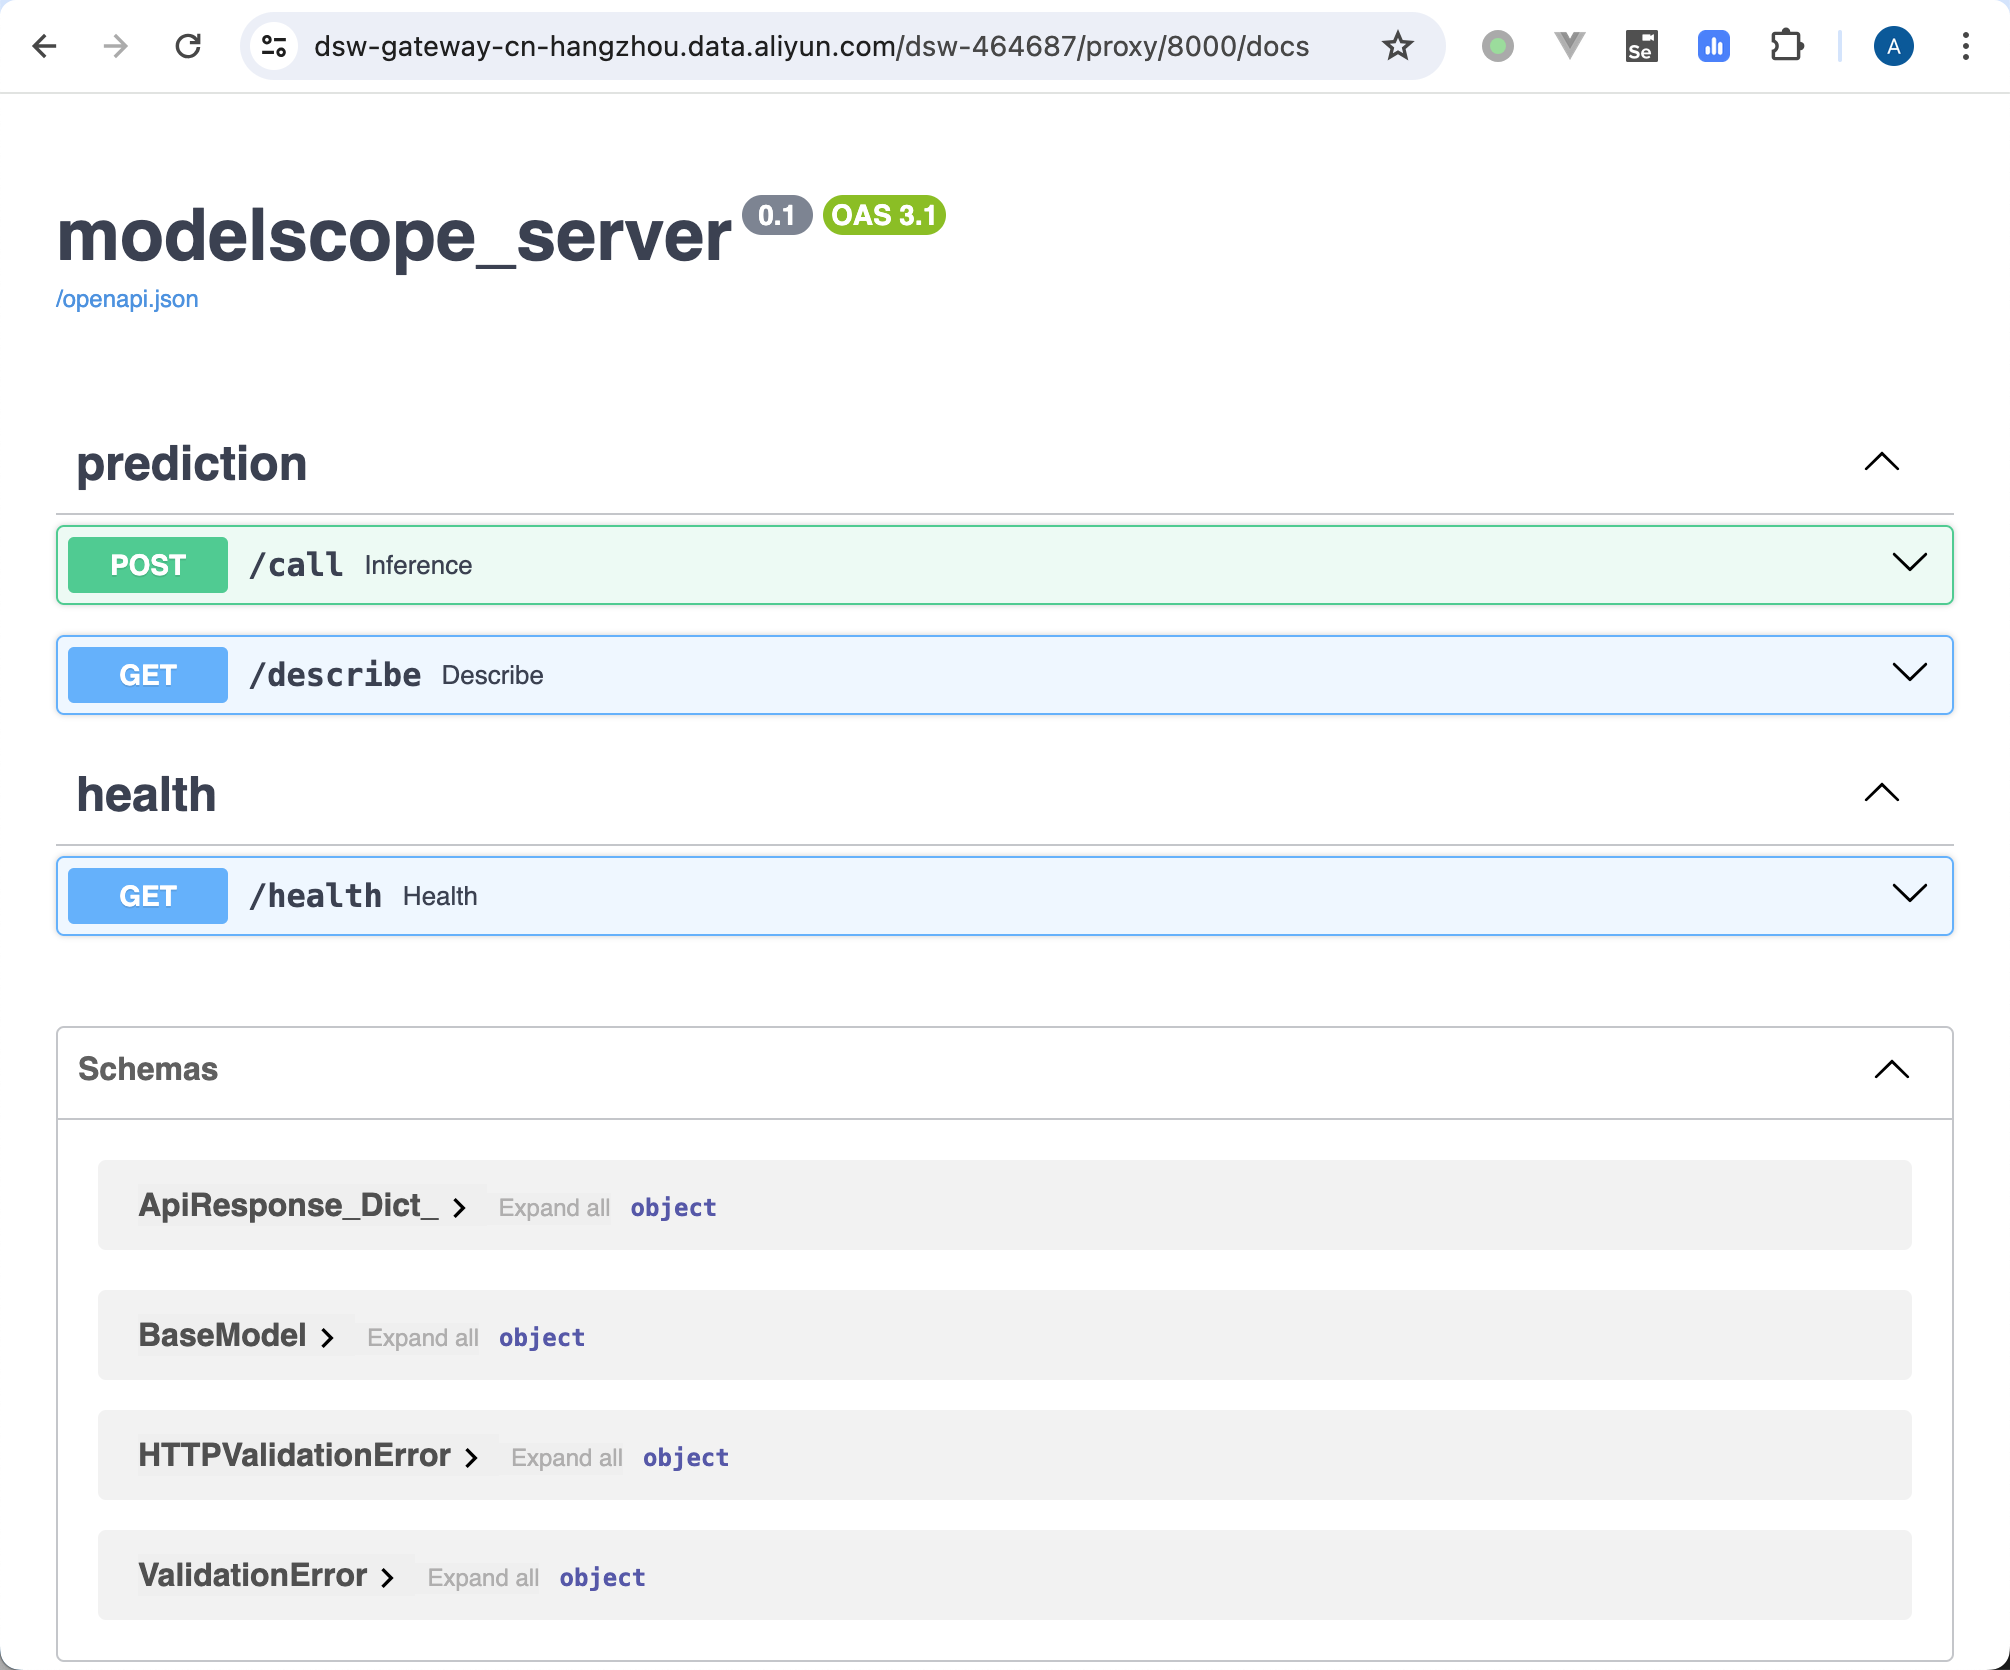 dsw-gateway-cn-hangzhou.data.aliyun.com/dsw-464687/proxy/8000/docs
Se
A
modelscope_server 0.1 OAS 3.1
/openapi.json
prediction
POST /call Inference
GET /describe Describe
health
GET /health Health
Schemas
ApiResponse_Dict_ Expand all object
BaseModel Expand all object
HTTPValidationError Expand all object
ValidationError Expand all object